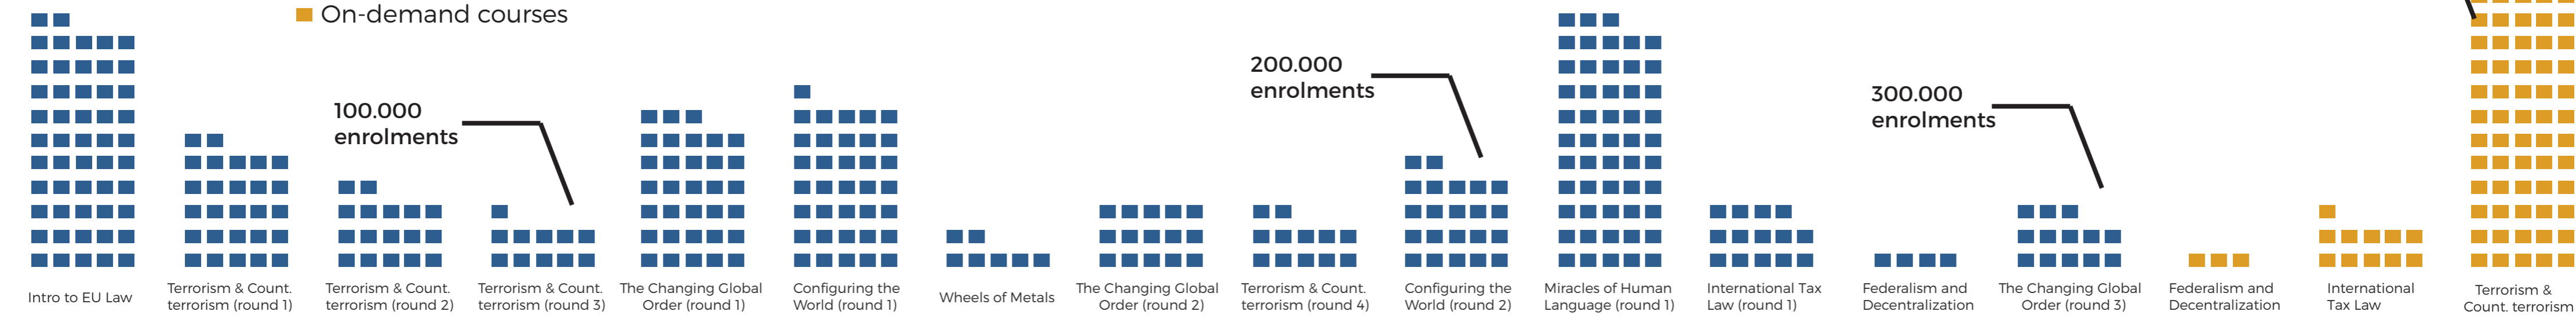 On-demand courses
100.000
enrolments
200.000
enrolments
300.000
enrolments
Intro to EU Law
Terrorism & Count.
terrorism (round 1)
Terrorism & Count.
terrorism (round 2)
Terrorism & Count.
terrorism (round 3)
The Changing Global
Order (round 1)
Configuring the
World (round 1)
Wheels of Metals
The Changing Global
Order (round 2)
Terrorism & Count.
terrorism (round 4)
Configuring the
World (round 2)
Miracles of Human
Language (round 1)
International Tax
Law (round 1)
Federalism and
Decentralization
The Changing Global
Order (round 3)
Federalism and
Decentralization
International
Tax Law
Terrorism &
Count. terrorism